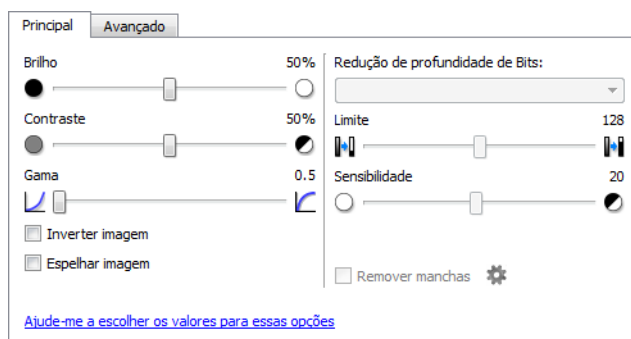 Principal
Avançado
Brilho 50%
Contraste 50%
Gama 0.5
Inverter imagem
Espelhar imagem
Redução de profundidade de Bits:
Limite 128
Sensibilidade 20
Remover manchas
Ajude-me a escolher os valores para essas opções